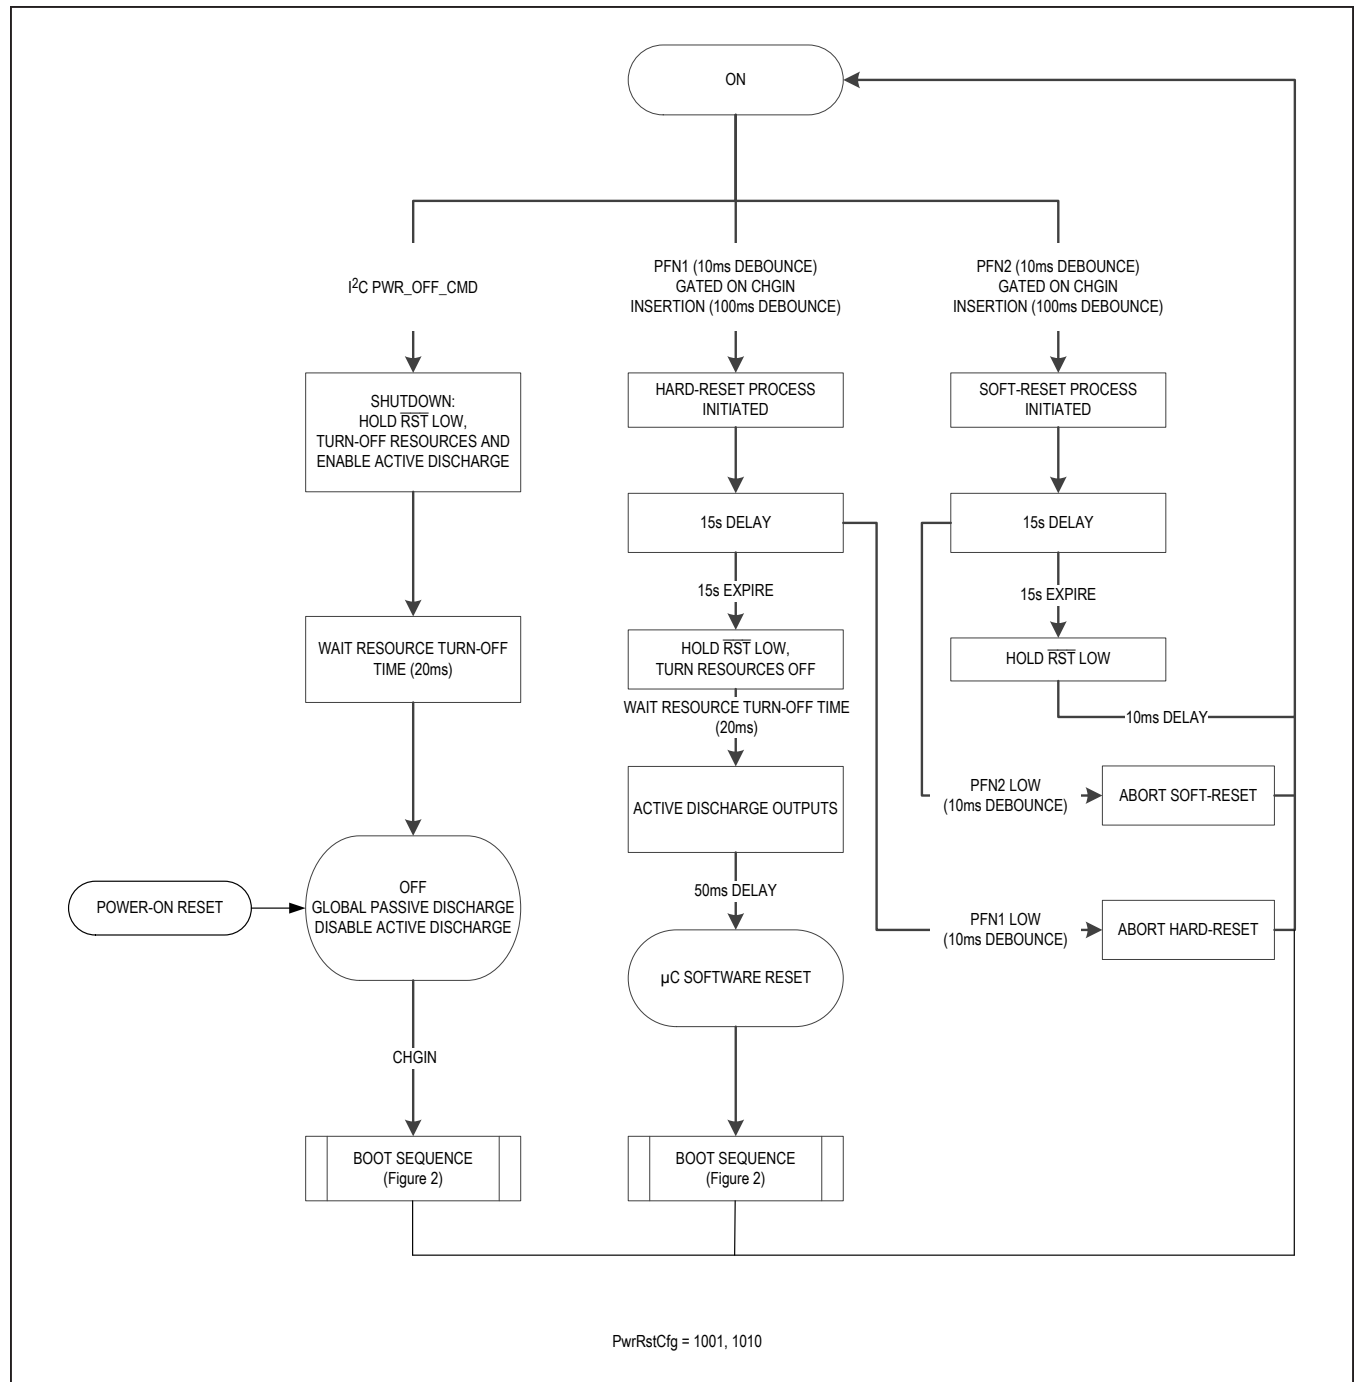 ON
I²C PWR_OFF_CMD
PFN1 (10ms DEBOUNCE)
GATED ON CHGIN
INSERTION (100ms DEBOUNCE)
PFN2 (10ms DEBOUNCE)
GATED ON CHGIN
INSERTION (100ms DEBOUNCE)
SHUTDOWN:
HOLD R̅S̅T̅ LOW,
TURN-OFF RESOURCES AND
ENABLE ACTIVE DISCHARGE
HARD-RESET PROCESS
INITIATED
SOFT-RESET PROCESS
INITIATED
15s DELAY
15s DELAY
15s EXPIRE
15s EXPIRE
WAIT RESOURCE TURN-OFF
TIME (20ms)
HOLD R̅S̅T̅ LOW,
TURN RESOURCES OFF
HOLD R̅S̅T̅ LOW
WAIT RESOURCE TURN-OFF TIME
(20ms)
10ms DELAY
ACTIVE DISCHARGE OUTPUTS
PFN2 LOW
(10ms DEBOUNCE)
ABORT SOFT-RESET
50ms DELAY
POWER-ON RESET
OFF
GLOBAL PASSIVE DISCHARGE
DISABLE ACTIVE DISCHARGE
PFN1 LOW
(10ms DEBOUNCE)
ABORT HARD-RESET
µC SOFTWARE RESET
CHGIN
BOOT SEQUENCE
(Figure 2)
BOOT SEQUENCE
(Figure 2)
PwrRstCfg = 1001, 1010